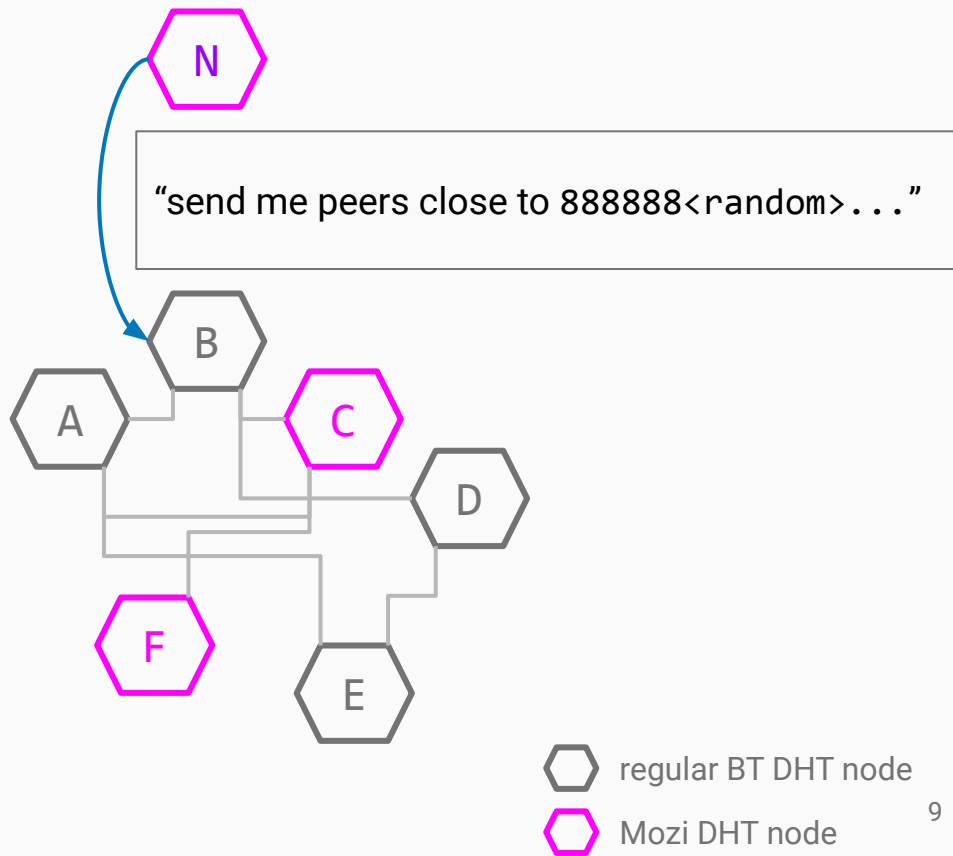 N
“send me peers close to 888888<random>...”
B
A
C
D
F
E
regular BT DHT node
Mozi DHT node
9